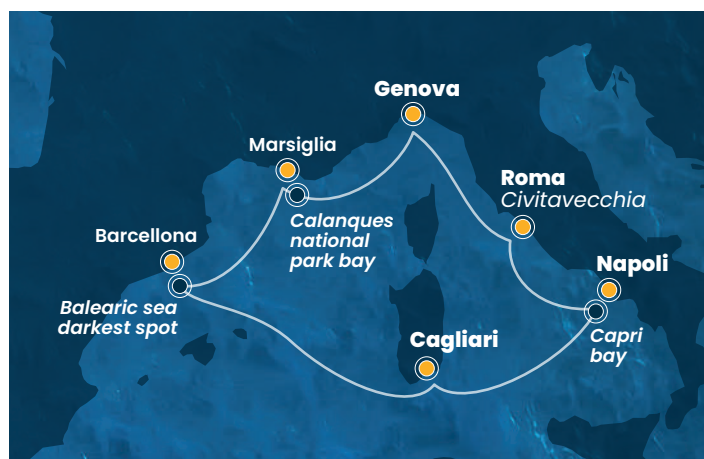 Genova
Marsiglia
Roma
Civitavecchia
Calanques
national
park bay
Barcellona
Napoli
Balearic sea
darkest spot
Capri
bay
Cagliari